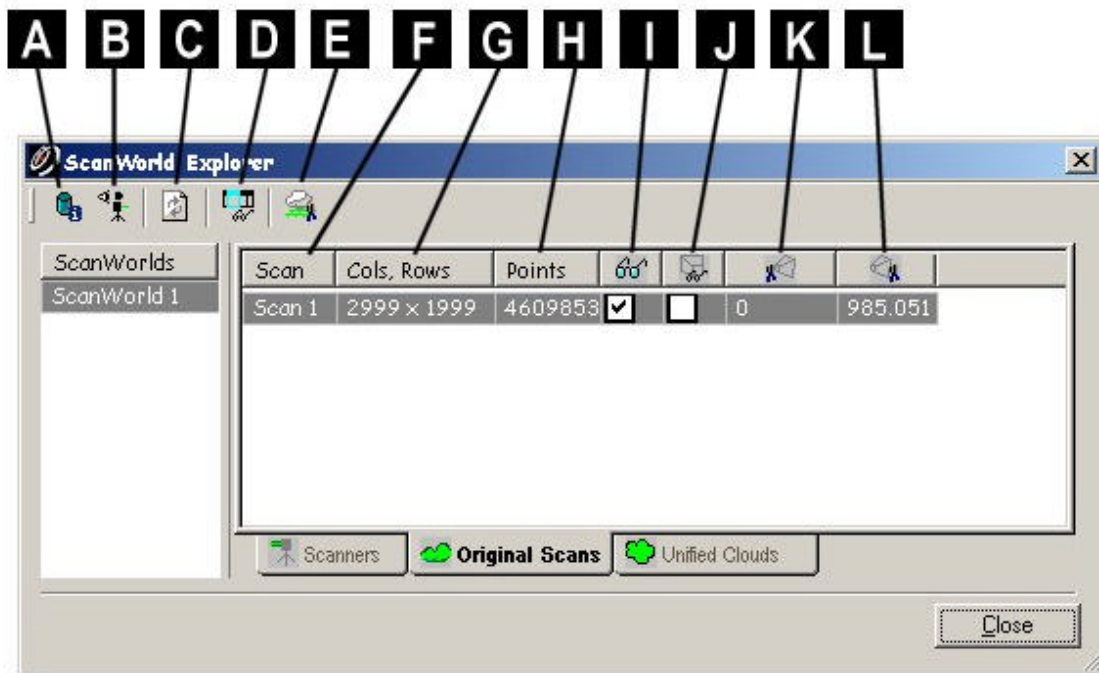 A B C D E F G H I J K L
ScanWorld Explorer
ScanWorlds
Scan Cols, Rows Points
ScanWorld 1
Scan 1 2999 x 1999 4609853 0 985.051
Scanners Original Scans Unified Clouds
Close